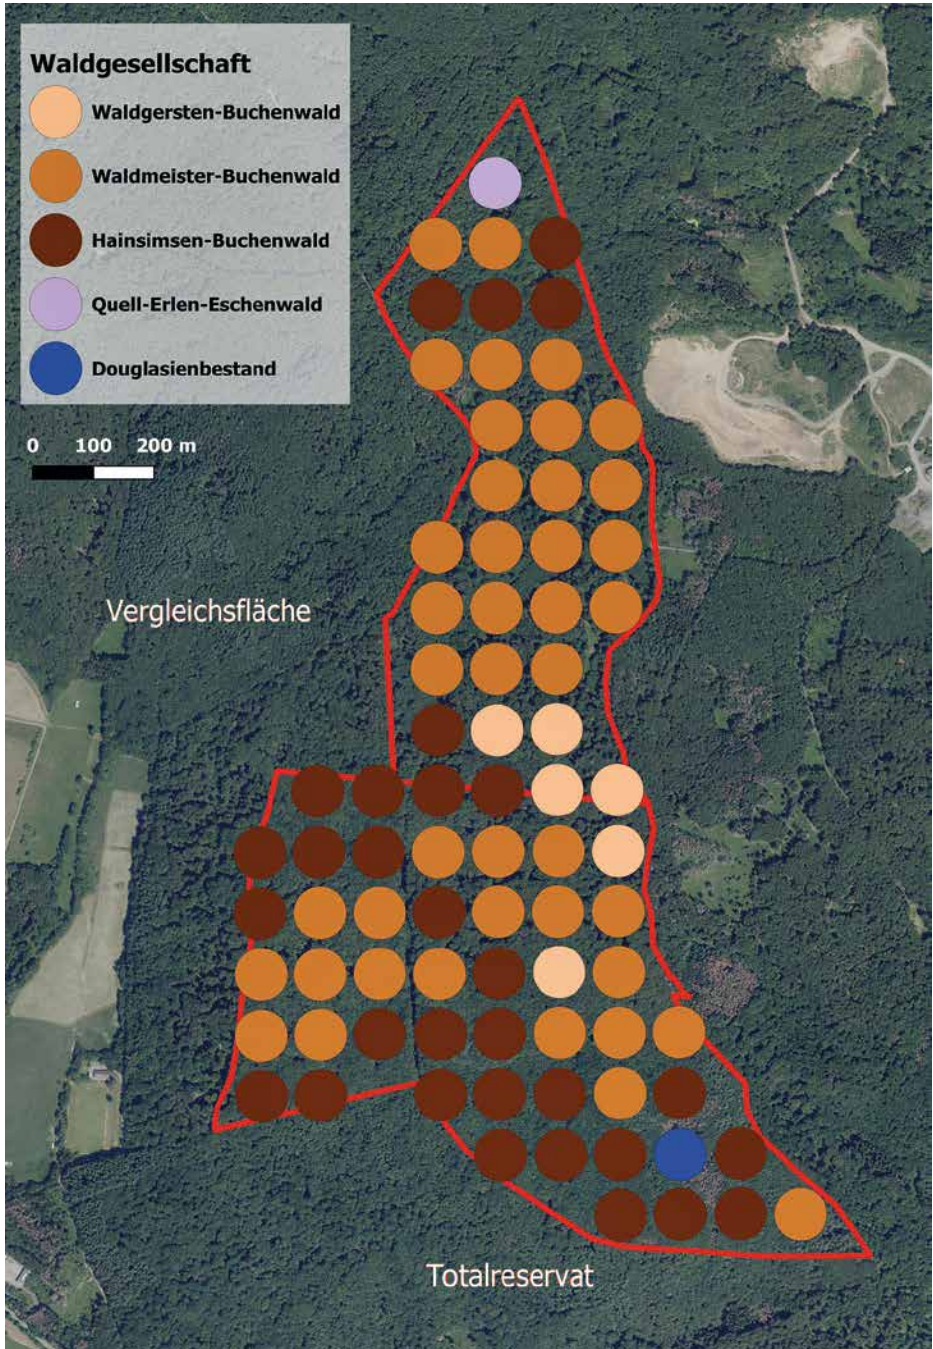 Waldgesellschaft
Waldgersten-Buchenwald
Waldmeister-Buchenwald
Hainsimsen-Buchenwald
Quell-Erlen-Eschenwald
Douglasienbestand
0 100 200 m
Vergleichsfläche
Totalreservat